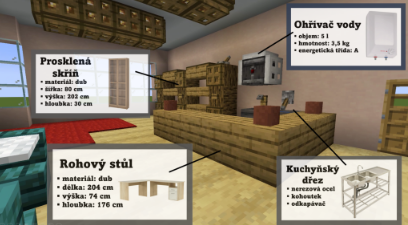 Ohřívač vody
• objem: 5 l
• hmotnost: 3,5 kg
• energetická třída: A
Prosklená
skříň
• materiál: dub
• šířka: 80 cm
• výška: 202 cm
• hloubka: 30 cm
Rohový stůl
• materiál: dub
• délka: 204 cm
• výška: 74 cm
• hloubka: 176 cm
Kuchyňský
dřez
• nerezová ocel
• kohoutek
• odkapávač